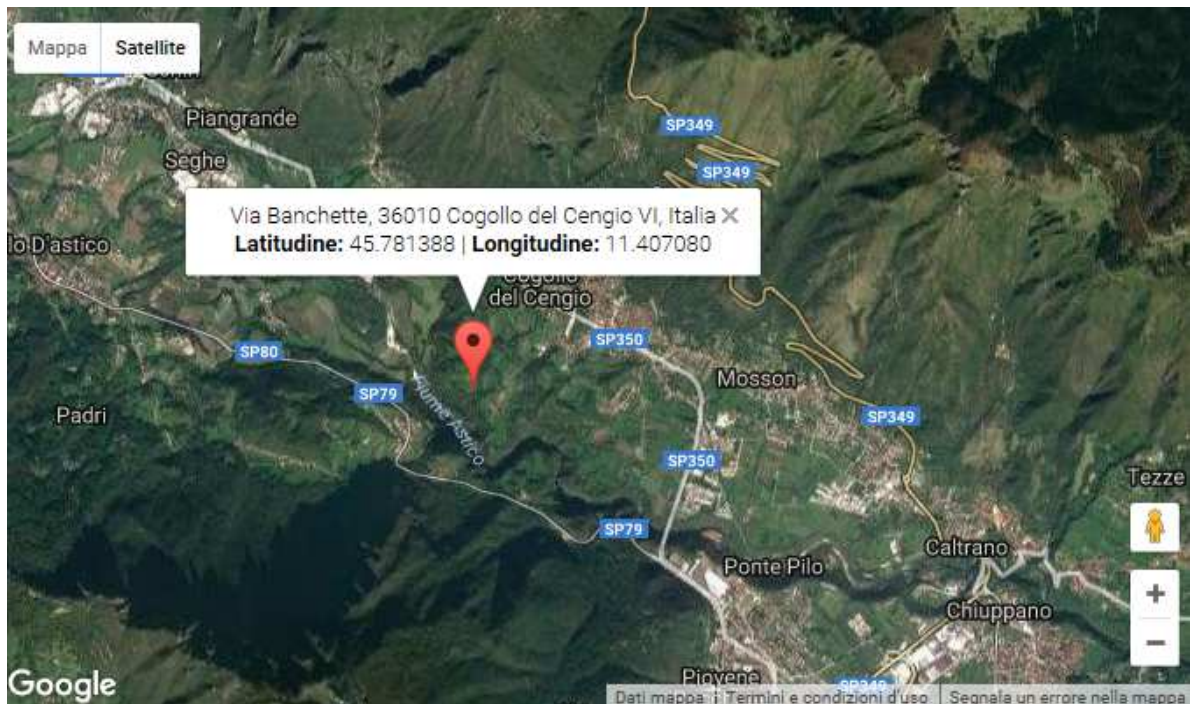 Mappa
Satellite
Piangrande
Seghe
SP349
SP349
Via Banchette, 36010 Cogollo del Cengio VI, Italia ×
Latitudine: 45.781388 | Longitudine: 11.407080
lo D'astico
Cogollo
del Cengio
SP350
SP80
Mosson
SP79
Padri
Fiume Astico
SP349
SP350
Tezze
SP79
Caltrano
Ponte Pilo
Chiuppano
Piovene
SP349
Google
Dati mappa
Termini e condizioni d'uso
Segnala un errore nella mappa